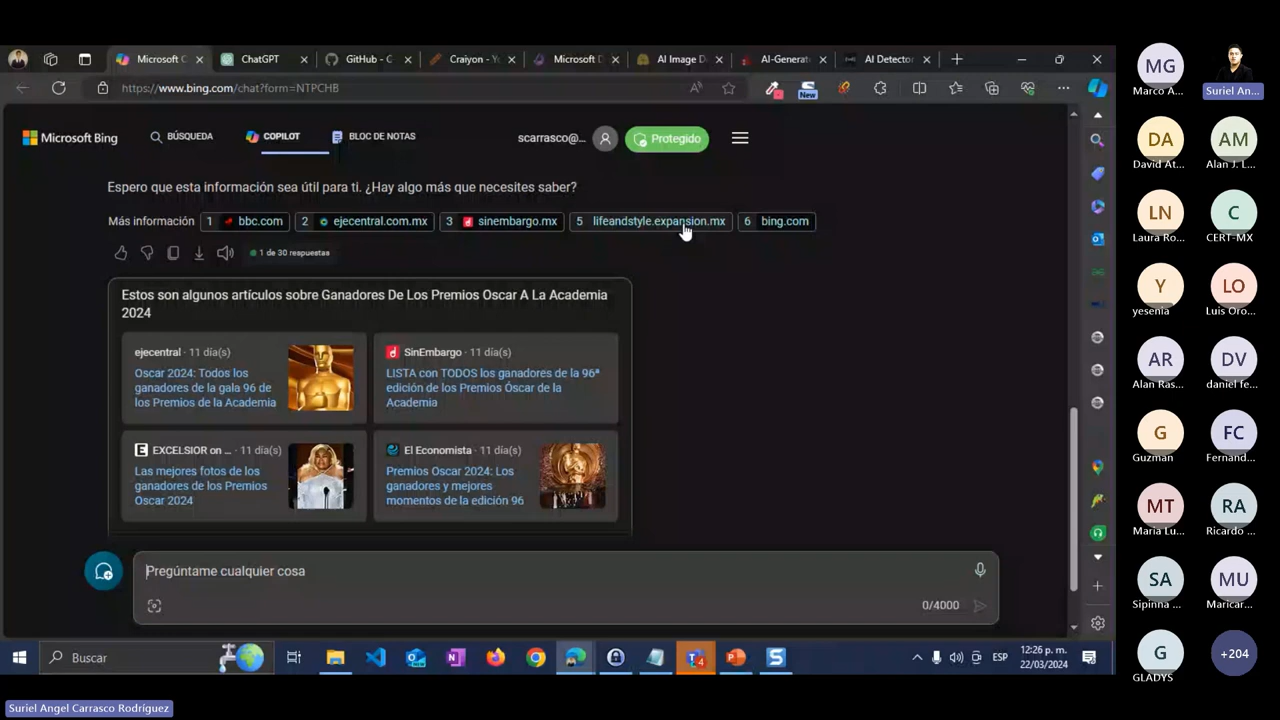 Microsoft C
ChatGPT
GitHub - C
Craiyon - Yo
Microsoft D
AI Image D
AI-Generat
AI Detector
https://www.bing.com/chat?form=NTPCHB
New
Microsoft Bing
BÚSQUEDA
COPILOT
BLOC DE NOTAS
scarrasco@...
Protegido
Espero que esta información sea útil para ti. ¿Hay algo más que necesites saber?
Más información 1 bbc.com 2 ejecentral.com.mx 3 sinembargo.mx 5 lifeandstyle.expansion.mx 6 bing.com
1 de 30 respuestas
Estos son algunos artículos sobre Ganadores De Los Premios Oscar A La Academia
2024
ejecentral · 11 día(s)
Oscar 2024: Todos los
ganadores de la gala 96 de
los Premios de la Academia
SinEmbargo · 11 día(s)
LISTA con TODOS los ganadores de la 96ª
edición de los Premios Óscar de la
Academia
EXCELSIOR on ... · 11 día(s)
Las mejores fotos de los
ganadores de los Premios
Oscar 2024
El Economista · 11 día(s)
Premios Oscar 2024: Los
ganadores y mejores
momentos de la edición 96
Pregúntame cualquier cosa
0/4000
Buscar
4
ESP
12:26 p. m.
22/03/2024
Suriel Angel Carrasco Rodríguez
MG
Marco A...
Suriel An...
DA
David At...
AM
Alan J. L...
LN
Laura Ro...
C
CERT-MX
Y
yesenia
LO
Luis Oro...
AR
Alan Ras...
DV
daniel fe...
G
Guzman
FC
Fernand...
MT
Maria Lu...
RA
Ricardo ...
SA
Sipinna ...
MU
Maricar...
G
GLADYS
+204